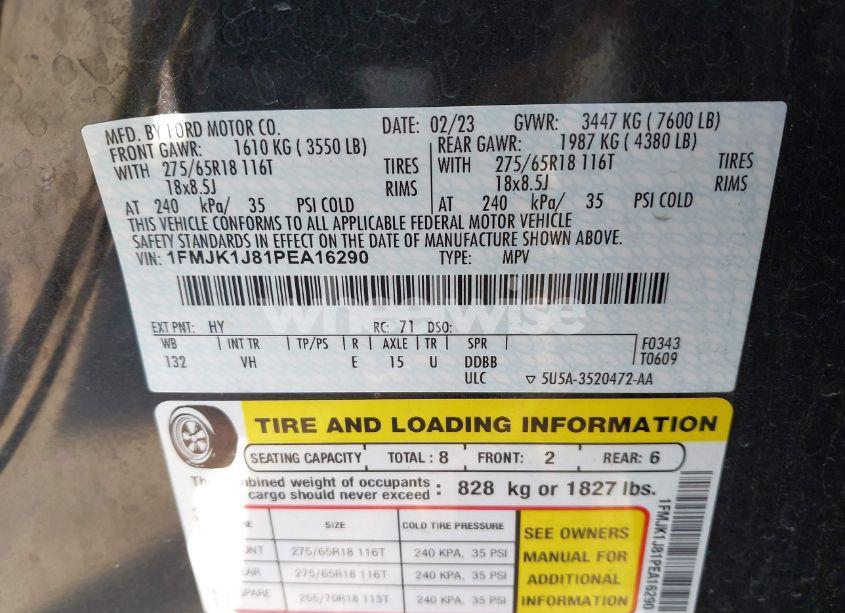 MFD. BY FORD MOTOR CO. DATE: 02/23 GVWR: 3447 KG (7600 LB)
FRONT GAWR: 1610 KG (3550 LB) REAR GAWR: 1987 KG (4380 LB)
WITH 275/65R18 116T TIRES WITH 275/65R18 116T TIRES
18x8.5J RIMS 18x8.5J RIMS
AT 240 kPa/ 35 PSI COLD AT 240 kPa/ 35 PSI COLD
THIS VEHICLE CONFORMS TO ALL APPLICABLE FEDERAL MOTOR VEHICLE
SAFETY STANDARDS IN EFFECT ON THE DATE OF MANUFACTURE SHOWN ABOVE.
VIN: 1FMJK1J81PEA16290 TYPE: MPV
wheelwise
EXT PNT: HY RC: 71 DSO:
WB INT TR TP/PS R AXLE TR SPR F0343
132 VH E 15 U DDBB T0609
ULC ▽ 5U5A-3520472-AA
TIRE AND LOADING INFORMATION
SEATING CAPACITY TOTAL: 8 FRONT: 2 REAR: 6
The combined weight of occupants
cargo should never exceed : 828 kg or 1827 lbs.
SIZE COLD TIRE PRESSURE
275/65R18 116T 240 KPA, 35 PSI
275/65R18 116T 240 KPA, 35 PSI
SPARE 255/70R18 113T 240 KPA, 35 PSI
SEE OWNERS
MANUAL FOR
ADDITIONAL
INFORMATION
1FMJK1J81PEA16290